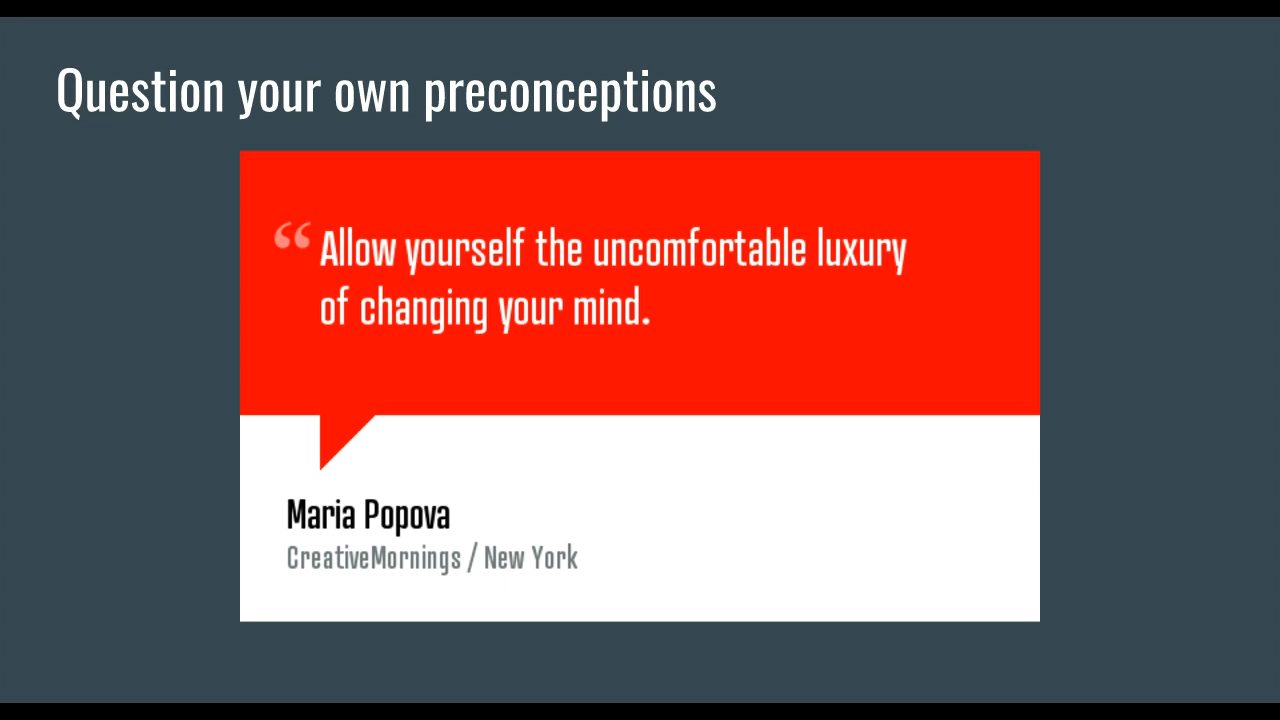 Question your own preconceptions
“Allow yourself the uncomfortable luxury
of changing your mind.
Maria Popova
CreativeMornings / New York